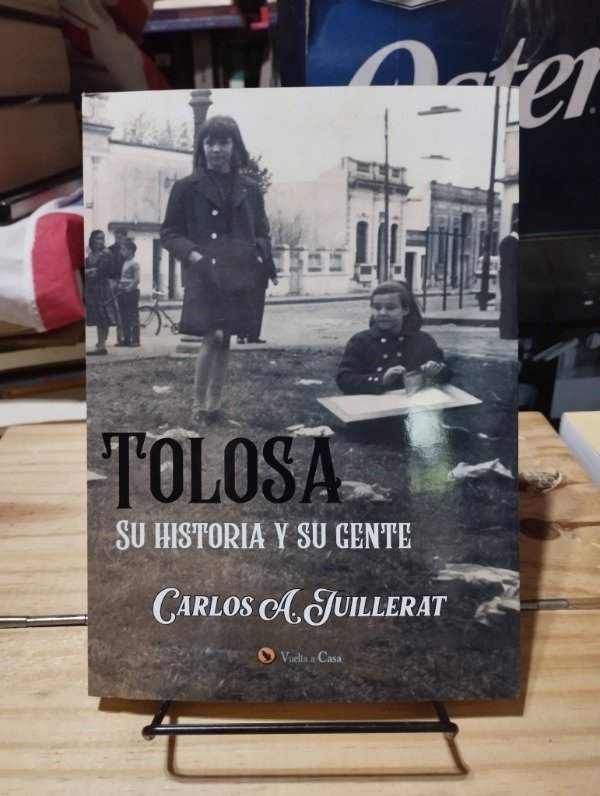 Oster
TOLOSA
SU HISTORIA Y SU GENTE
CARLOS A. JUILLERAT
Vuelta a Casa